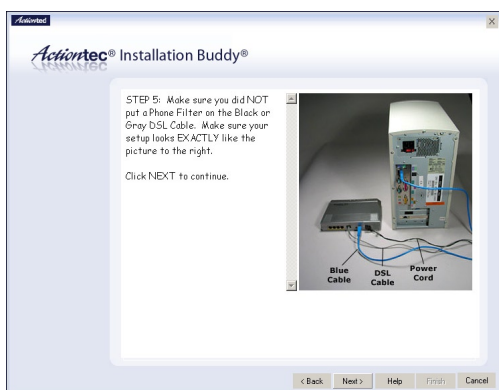 Actiontec
X
Actiontec® Installation Buddy®
STEP 5: Make sure you did NOT
put a Phone Filter on the Black or
Gray DSL Cable. Make sure your
setup looks EXACTLY like the
picture to the right.
Click NEXT to continue.
Blue
Cable
DSL
Cable
Power
Cord
< Back
Next >
Help
Finish
Cancel